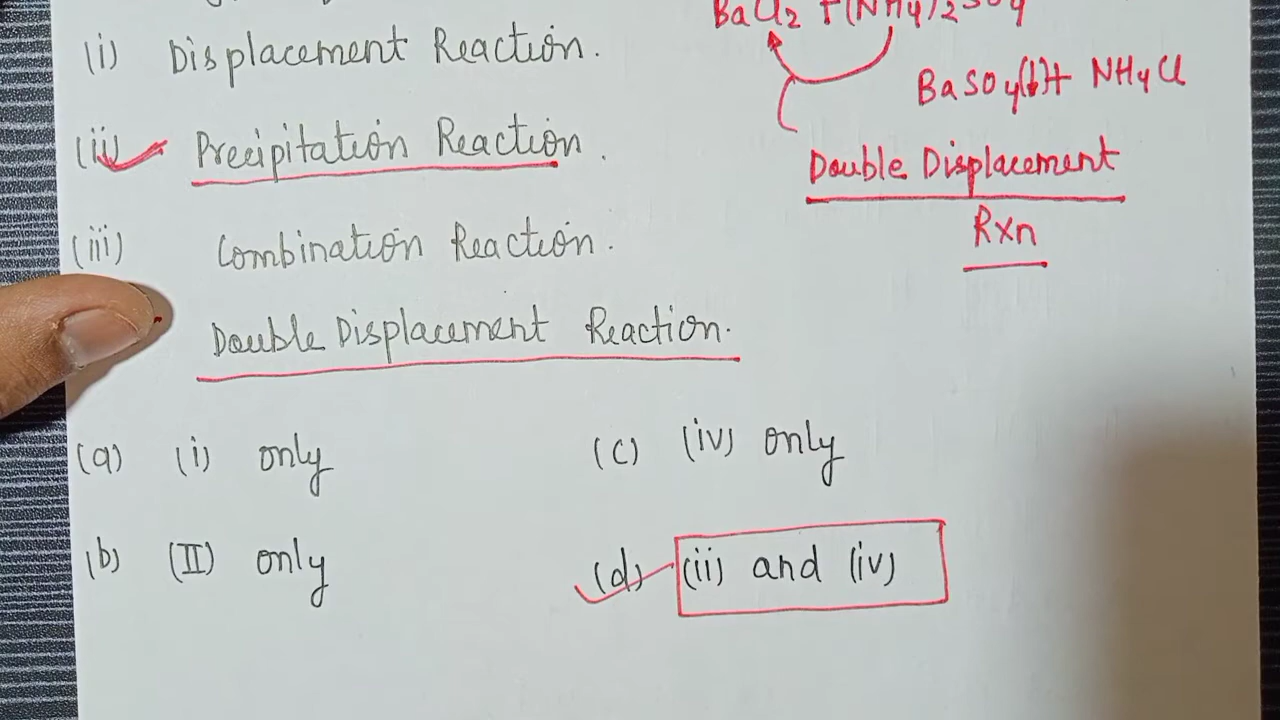 BaCl2 + (NH4)2SO4
(i) Displacement Reaction.
BaSO4(↓)+ NH4Cl
(ii) Precipitation Reaction.
Double Displacement
Rxn
(iii) Combination Reaction.
Double Displacement Reaction.
(a) (i) only
(c) (iv) only
(b) (II) only
(d) (ii) and (iv)